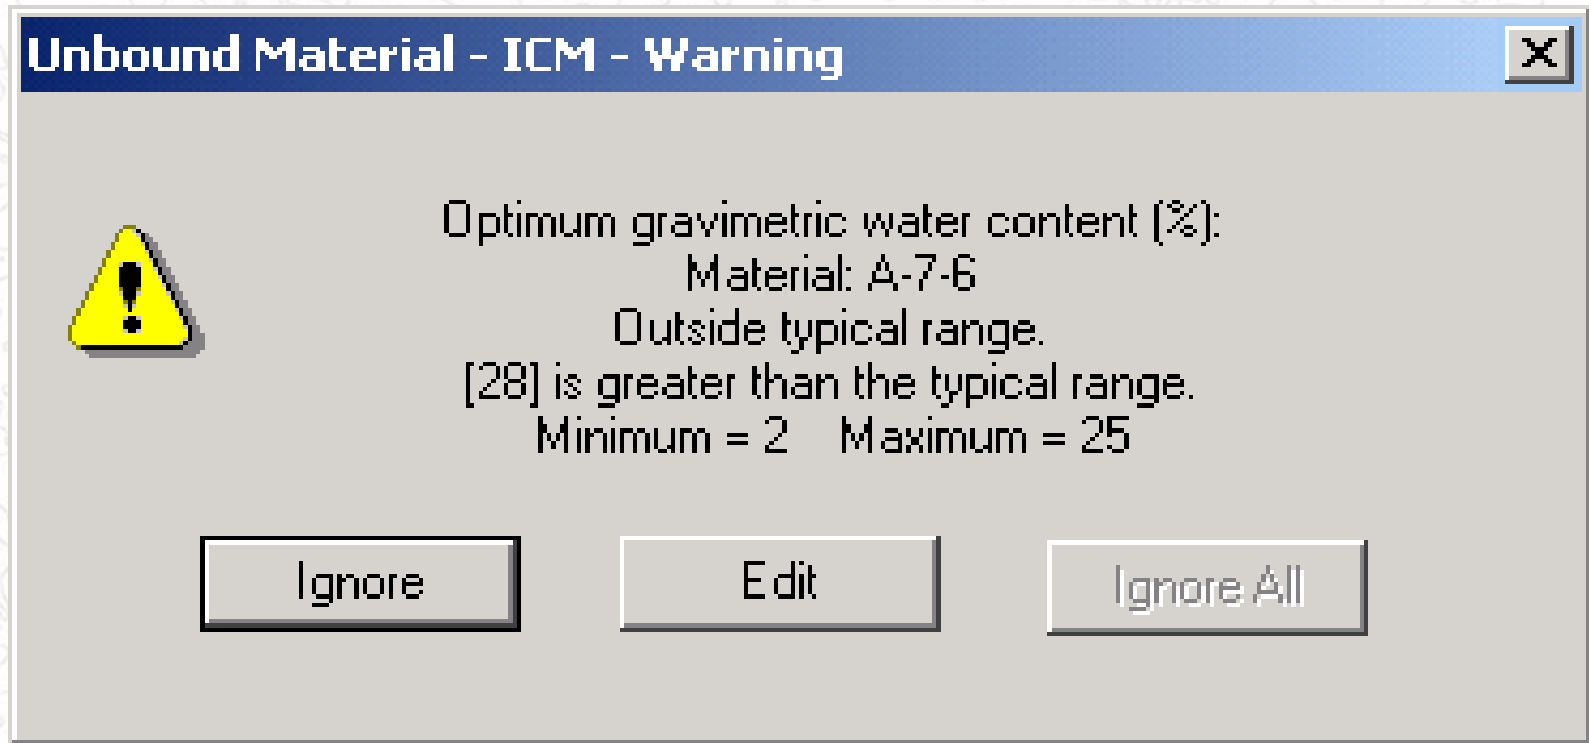 Unbound Material - ICM - Warning
Optimum gravimetric water content (%):
Material: A-7-6
Outside typical range.
[28] is greater than the typical range.
Minimum = 2    Maximum = 25
Ignore
Edit
Ignore All